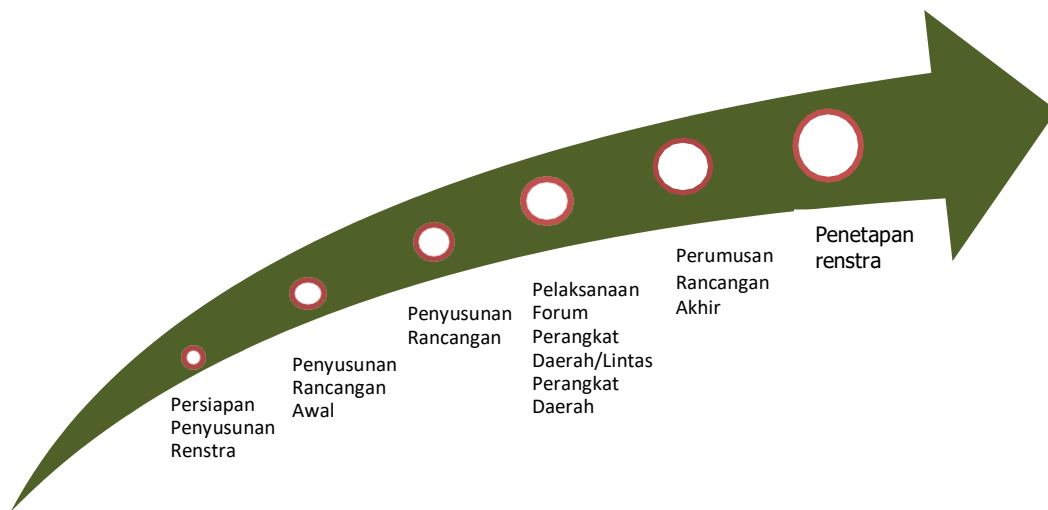 Persiapan
Penyusunan
Renstra
Penyusunan
Rancangan
Awal
Penyusunan
Rancangan
Pelaksanaan
Forum
Perangkat
Daerah/Lintas
Perangkat
Daerah
Perumusan
Rancangan
Akhir
Penetapan
renstra